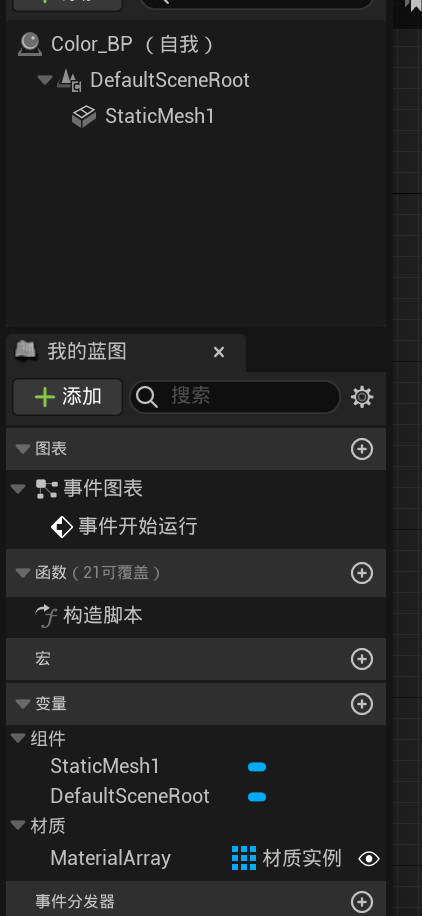 Color_BP （自我）
DefaultSceneRoot
StaticMesh1
我的蓝图
添加 搜索
图表
事件图表
事件开始运行
函数（21可覆盖）
构造脚本
宏
变量
组件
StaticMesh1
DefaultSceneRoot
材质
MaterialArray 材质实例
事件分发器